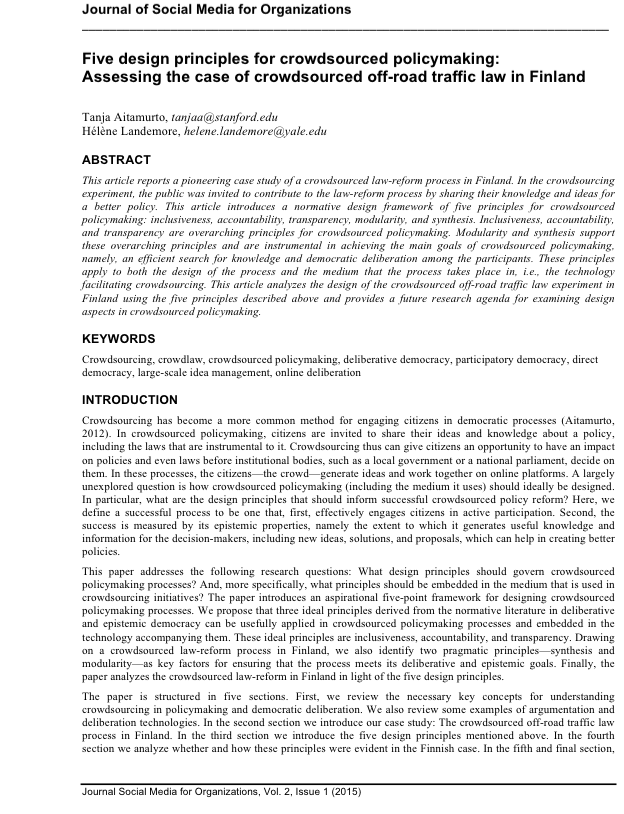 Journal of Social Media for Organizations
Five design principles for crowdsourced policymaking:
Assessing the case of crowdsourced off-road traffic law in Finland
Tanja Aitamurto, tanjaa@stanford.edu
Hélène Landemore, helene.landemore@yale.edu
ABSTRACT
This article reports a pioneering case study of a crowdsourced law-reform process in Finland. In the crowdsourcing
experiment, the public was invited to contribute to the law-reform process by sharing their knowledge and ideas for
a better policy. This article introduces a normative design framework of five principles for crowdsourced
policymaking: inclusiveness, accountability, transparency, modularity, and synthesis. Inclusiveness, accountability,
and transparency are overarching principles for crowdsourced policymaking. Modularity and synthesis support
these overarching principles and are instrumental in achieving the main goals of crowdsourced policymaking,
namely, an efficient search for knowledge and democratic deliberation among the participants. These principles
apply to both the design of the process and the medium that the process takes place in, i.e., the technology
facilitating crowdsourcing. This article analyzes the design of the crowdsourced off-road traffic law experiment in
Finland using the five principles described above and provides a future research agenda for examining design
aspects in crowdsourced policymaking.
KEYWORDS
Crowdsourcing, crowdlaw, crowdsourced policymaking, deliberative democracy, participatory democracy, direct
democracy, large-scale idea management, online deliberation
INTRODUCTION
Crowdsourcing has become a more common method for engaging citizens in democratic processes (Aitamurto,
2012). In crowdsourced policymaking, citizens are invited to share their ideas and knowledge about a policy,
including the laws that are instrumental to it. Crowdsourcing thus can give citizens an opportunity to have an impact
on policies and even laws before institutional bodies, such as a local government or a national parliament, decide on
them. In these processes, the citizens—the crowd—generate ideas and work together on online platforms. A largely
unexplored question is how crowdsourced policymaking (including the medium it uses) should ideally be designed.
In particular, what are the design principles that should inform successful crowdsourced policy reform? Here, we
define a successful process to be one that, first, effectively engages citizens in active participation. Second, the
success is measured by its epistemic properties, namely the extent to which it generates useful knowledge and
information for the decision-makers, including new ideas, solutions, and proposals, which can help in creating better
policies.
This paper addresses the following research questions: What design principles should govern crowdsourced
policymaking processes? And, more specifically, what principles should be embedded in the medium that is used in
crowdsourcing initiatives? The paper introduces an aspirational five-point framework for designing crowdsourced
policymaking processes. We propose that three ideal principles derived from the normative literature in deliberative
and epistemic democracy can be usefully applied in crowdsourced policymaking processes and embedded in the
technology accompanying them. These ideal principles are inclusiveness, accountability, and transparency. Drawing
on a crowdsourced law-reform process in Finland, we also identify two pragmatic principles—synthesis and
modularity—as key factors for ensuring that the process meets its deliberative and epistemic goals. Finally, the
paper analyzes the crowdsourced law-reform in Finland in light of the five design principles.
The paper is structured in five sections. First, we review the necessary key concepts for understanding
crowdsourcing in policymaking and democratic deliberation. We also review some examples of argumentation and
deliberation technologies. In the second section we introduce our case study: The crowdsourced off-road traffic law
process in Finland. In the third section we introduce the five design principles mentioned above. In the fourth
section we analyze whether and how these principles were evident in the Finnish case. In the fifth and final section,
Journal Social Media for Organizations, Vol. 2, Issue 1 (2015)